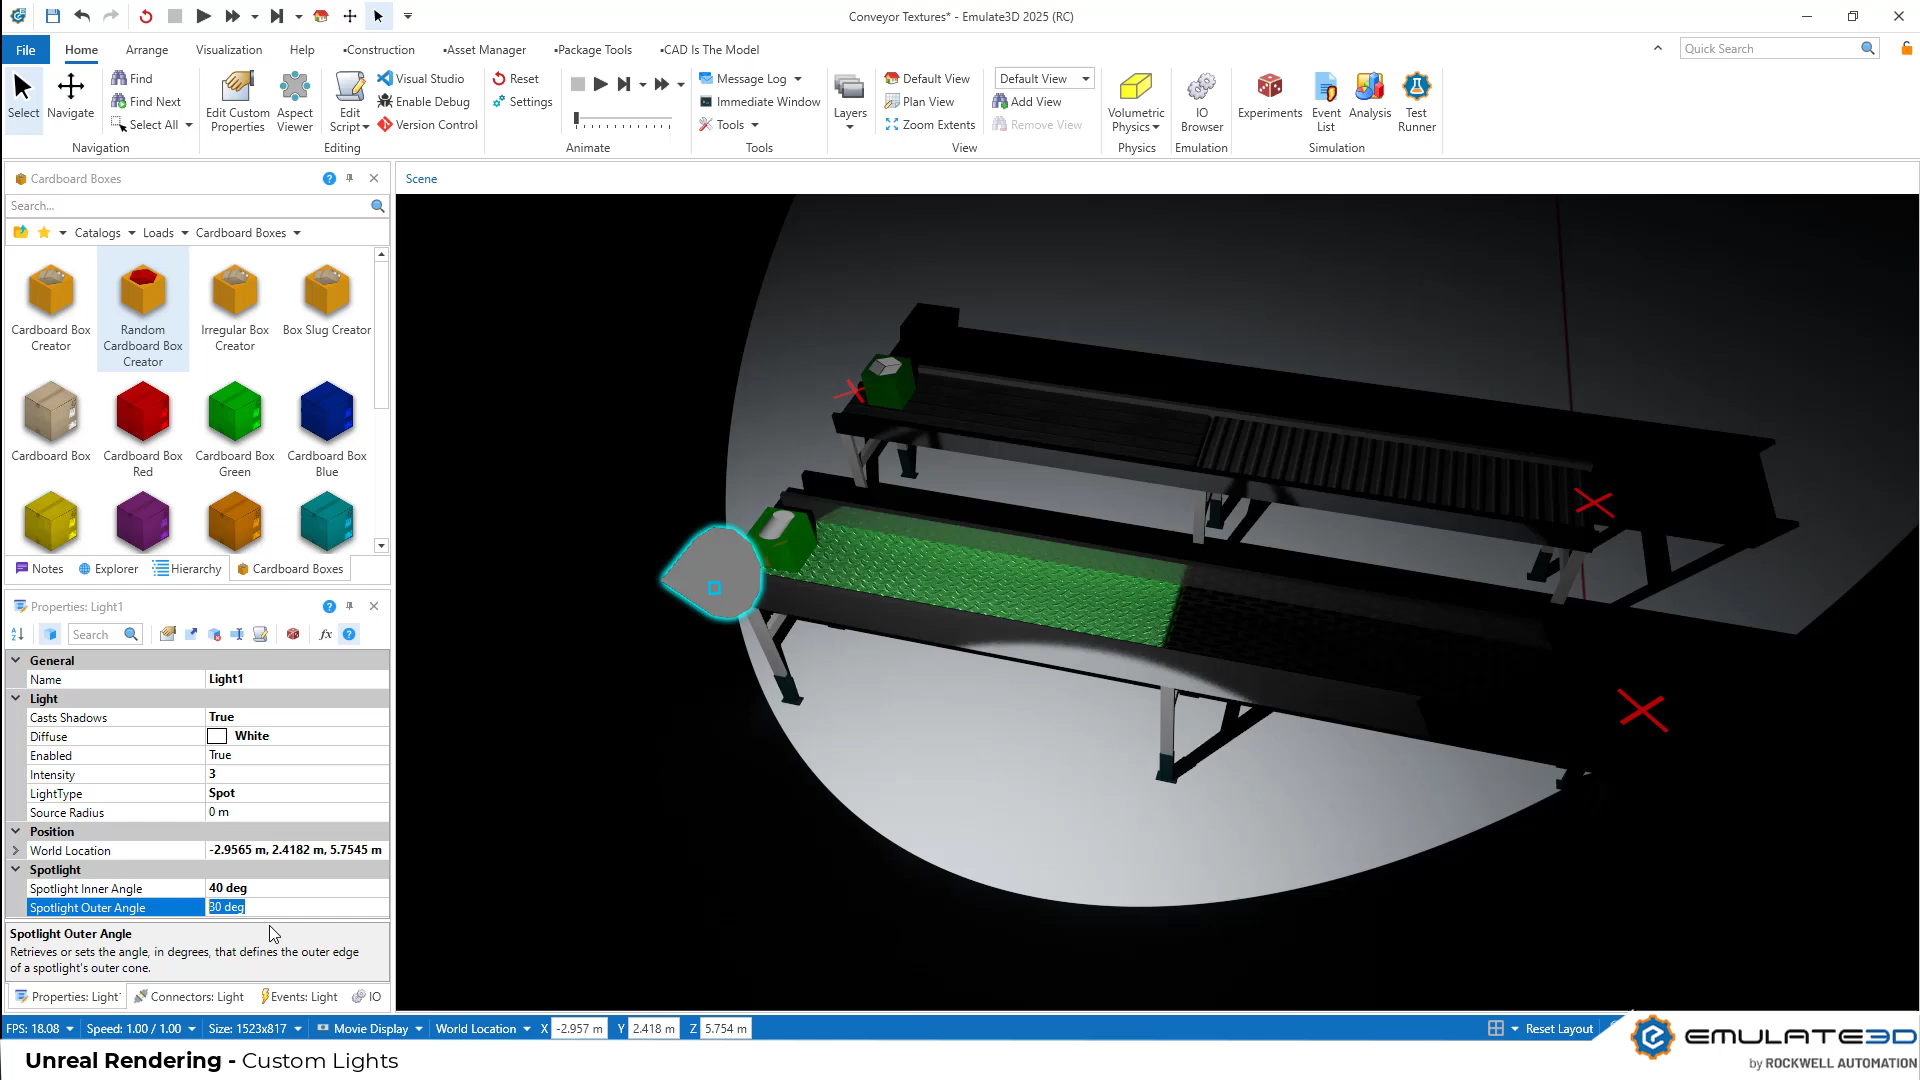 Conveyor Textures* - Emulate3D 2025 (RC)
File Home Arrange Visualization Help •Construction •Asset Manager •Package Tools •CAD Is The Model
Quick Search
Select
Navigate
Find
Find Next
Select All
Navigation
Edit Custom Properties
Aspect Viewer
Edit Script
Visual Studio
Enable Debug
Version Control
Editing
Reset
Settings
Animate
Message Log
Immediate Window
Tools
Tools
Layers
Default View
Plan View
Zoom Extents
Default View
Add View
Remove View
View
Volumetric Physics
Physics
IO Browser
Emulation
Experiments
Event List
Analysis
Test Runner
Simulation
Cardboard Boxes
Search...
Catalogs Loads Cardboard Boxes
Cardboard Box Creator
Random Cardboard Box Creator
Irregular Box Creator
Box Slug Creator
Cardboard Box
Cardboard Box Red
Cardboard Box Green
Cardboard Box Blue
Notes Explorer Hierarchy Cardboard Boxes
Scene
Properties: Light1
Search
fx
General
Name Light1
Light
Casts Shadows True
Diffuse White
Enabled True
Intensity 3
LightType Spot
Source Radius 0 m
Position
World Location -2.9565 m, 2.4182 m, 5.7545 m
Spotlight
Spotlight Inner Angle 40 deg
Spotlight Outer Angle 30 deg
Spotlight Outer Angle
Retrieves or sets the angle, in degrees, that defines the outer edge
of a spotlight's outer cone.
Properties: Light Connectors: Light Events: Light IO
FPS: 18.08 Speed: 1.00 / 1.00 Size: 1523x817 Movie Display World Location X -2.957 m Y 2.418 m Z 5.754 m Reset Layout
Unreal Rendering - Custom Lights
EMULATE3D
by ROCKWELL AUTOMATION